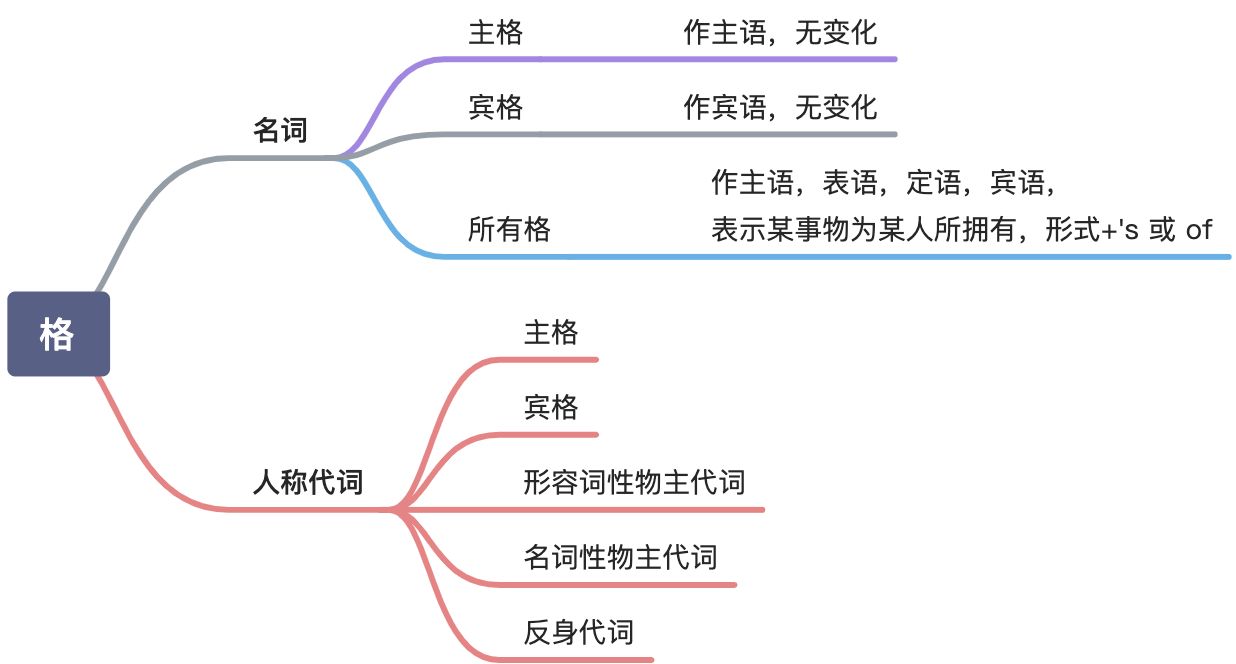 格
名词
主格
作主语，无变化
宾格
作宾语，无变化
所有格
作主语，表语，定语，宾语，
表示某事物为某人所拥有，形式+'s 或 of
人称代词
主格
宾格
形容词性物主代词
名词性物主代词
反身代词